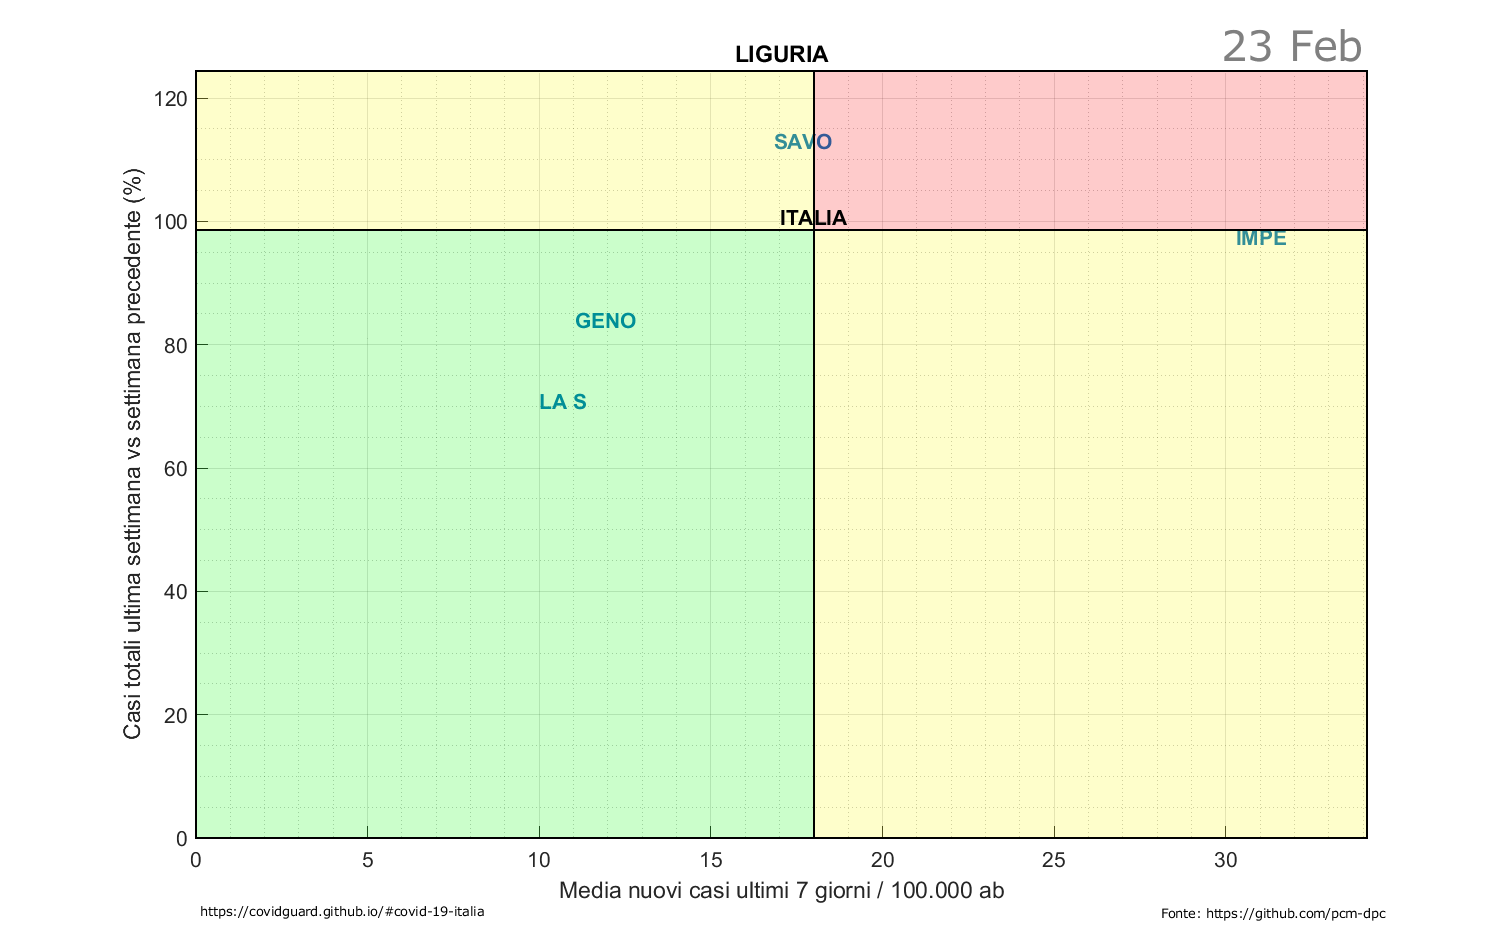 23 Feb
LIGURIA
120
100
80
60
40
20
0
Casi totali ultima settimana vs settimana precedente (%)
SAVO
ITALIA
IMPE
GENO
LA S
0 5 10 15 20 25 30
Media nuovi casi ultimi 7 giorni / 100.000 ab
https://covidguard.github.io/#covid-19-italia
Fonte: https://github.com/pcm-dpc